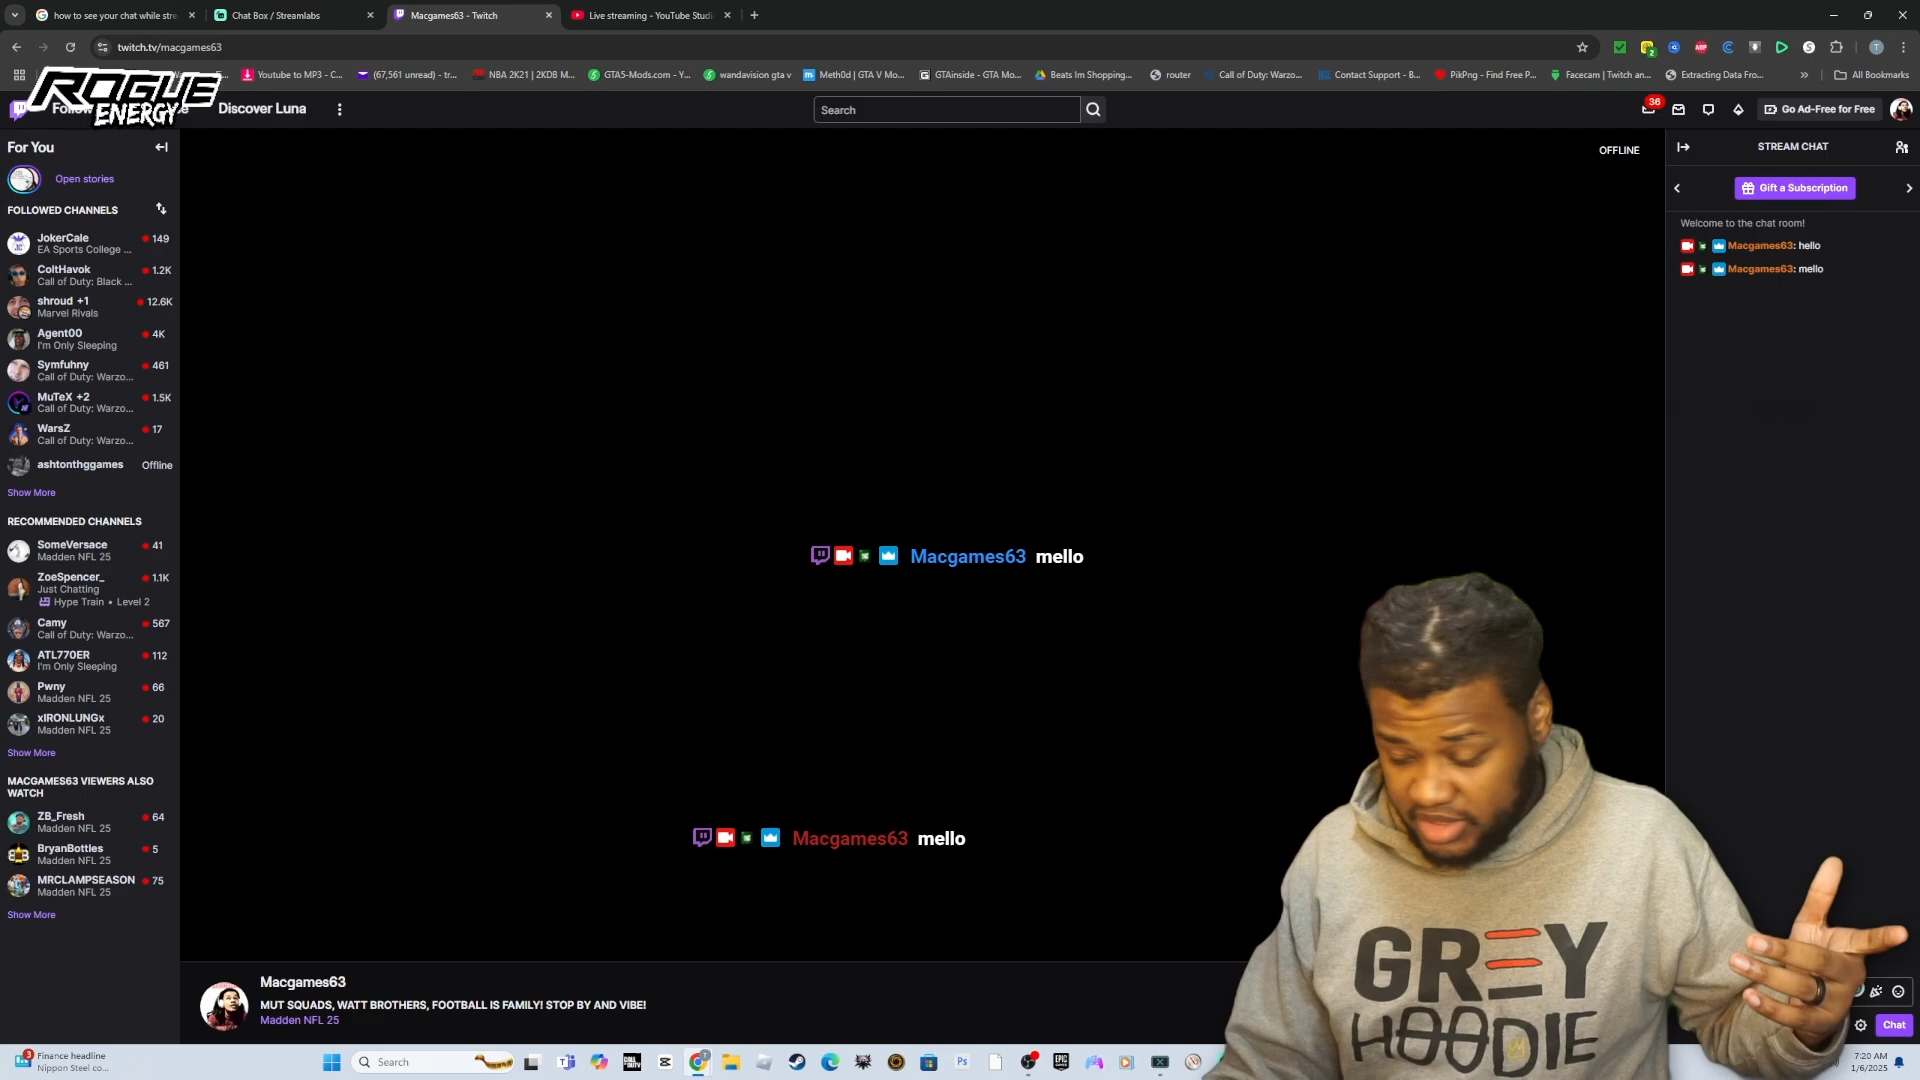 how to see your chat while stre
Chat Box / Streamlabs
Macgames63 - Twitch
Live streaming - YouTube Studi
twitch.tv/macgames63
2
ABP
T
Youtube to MP3 - C...
(67,561 unread) - tr...
NBA 2K21 | 2KDB M...
GTA5-Mods.com - Y...
wandavision gta v
Meth0d | GTA V Mo...
GTAinside - GTA Mo...
Beats Im Shopping...
router
Call of Duty: Warzo...
Contact Support - B...
PikPng - Find Free P...
Facecam | Twitch an...
Extracting Data Fro...
All Bookmarks
ROGUE
ENERGY
Discover Luna
Search
36
Go Ad-Free for Free
For You
Open stories
FOLLOWED CHANNELS
JokerCale 149
EA Sports College ...
ColtHavok 1.2K
Call of Duty: Black ...
shroud +1 12.6K
Marvel Rivals
Agent00 4K
I'm Only Sleeping
Symfuhny 461
Call of Duty: Warzo...
MuTeX +2 1.5K
Call of Duty: Warzo...
WarsZ 17
Call of Duty: Warzo...
ashtonthggames Offline
Show More
RECOMMENDED CHANNELS
SomeVersace 41
Madden NFL 25
ZoeSpencer_ 1.1K
Just Chatting
Hype Train • Level 2
Camy 567
Call of Duty: Warzo...
ATL770ER 112
I'm Only Sleeping
Pwny 66
Madden NFL 25
xIRONLUNGx 20
Madden NFL 25
Show More
MACGAMES63 VIEWERS ALSO
WATCH
ZB_Fresh 64
Madden NFL 25
BryanBottles 5
Madden NFL 25
MRCLAMPSEASON 75
Madden NFL 25
Show More
OFFLINE
Macgames63 mello
Macgames63 mello
Macgames63
MUT SQUADS, WATT BROTHERS, FOOTBALL IS FAMILY! STOP BY AND VIBE!
Madden NFL 25
STREAM CHAT
Gift a Subscription
Welcome to the chat room!
Macgames63: hello
Macgames63: mello
GREY
HOODIE
Chat
3
Finance headline
Nippon Steel co...
Search
7:20 AM
1/6/2025